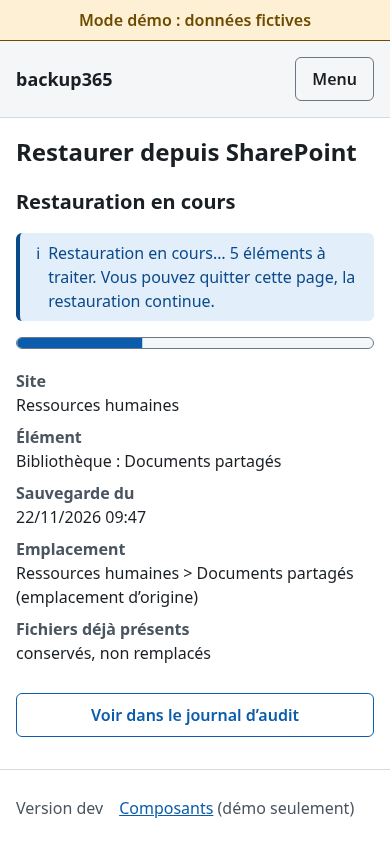 Mode démo : données fictives
backup365
Menu
Restaurer depuis SharePoint
Restauration en cours
i Restauration en cours… 5 éléments à
traiter. Vous pouvez quitter cette page, la
restauration continue.
Site
Ressources humaines
Élément
Bibliothèque : Documents partagés
Sauvegarde du
22/11/2026 09:47
Emplacement
Ressources humaines > Documents partagés
(emplacement d’origine)
Fichiers déjà présents
conservés, non remplacés
Voir dans le journal d’audit
Version dev Composants (démo seulement)